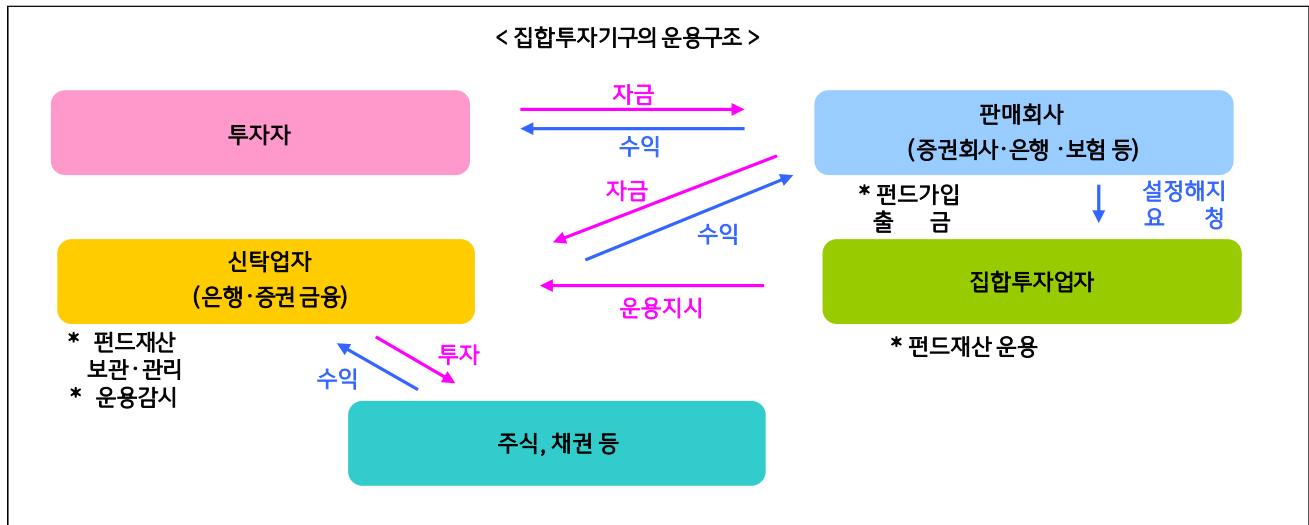 < 집합투자기구의 운용구조 >
투자자
자금
수익
판매회사
(증권회사·은행 ·보험 등)
자금
수익
* 펀드가입
출 금
설정해지
요 청
신탁업자
(은행·증권 금융)
운용지시
집합투자업자
* 펀드재산
보관·관리
* 운용감시
수익
투자
* 펀드재산 운용
주식, 채권 등